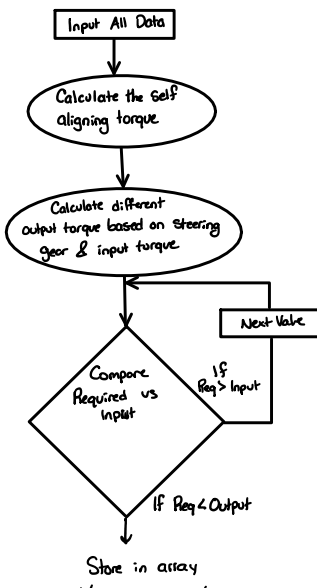 Input All Data
Calculate the self
aligning torque
Calculate different
output torque based on steering
gear & input torque
Next Value
Compare
Required vs
input
If
Req > Input
If Req < Output
Store in array